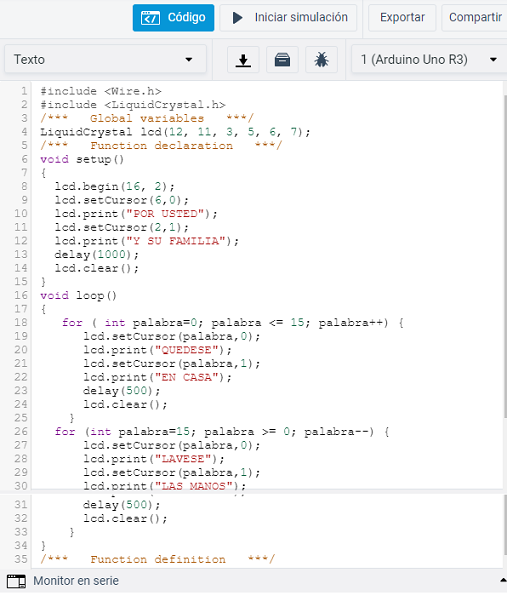 Código Iniciar simulación Exportar Compartir
Texto 1 (Arduino Uno R3)
1 #include <Wire.h>
2 #include <LiquidCrystal.h>
3 /*** Global variables ***/
4 LiquidCrystal lcd(12, 11, 3, 5, 6, 7);
5 /*** Function declaration ***/
6 void setup()
7 {
8 lcd.begin(16, 2);
9 lcd.setCursor(6,0);
10 lcd.print("POR USTED");
11 lcd.setCursor(2,1);
12 lcd.print("Y SU FAMILIA");
13 delay(1000);
14 lcd.clear();
15 }
16 void loop()
17 {
18 for ( int palabra=0; palabra <= 15; palabra++) {
19 lcd.setCursor(palabra,0);
20 lcd.print("QUEDESE");
21 lcd.setCursor(palabra,1);
22 lcd.print("EN CASA");
23 delay(500);
24 lcd.clear();
25 }
26 for (int palabra=15; palabra >= 0; palabra--) {
27 lcd.setCursor(palabra,0);
28 lcd.print("LAVESE");
29 lcd.setCursor(palabra,1);
30 lcd.print("LAS MANOS");
31 delay(500);
32 lcd.clear();
33 }
34 }
35 /*** Function definition ***/
Monitor en serie